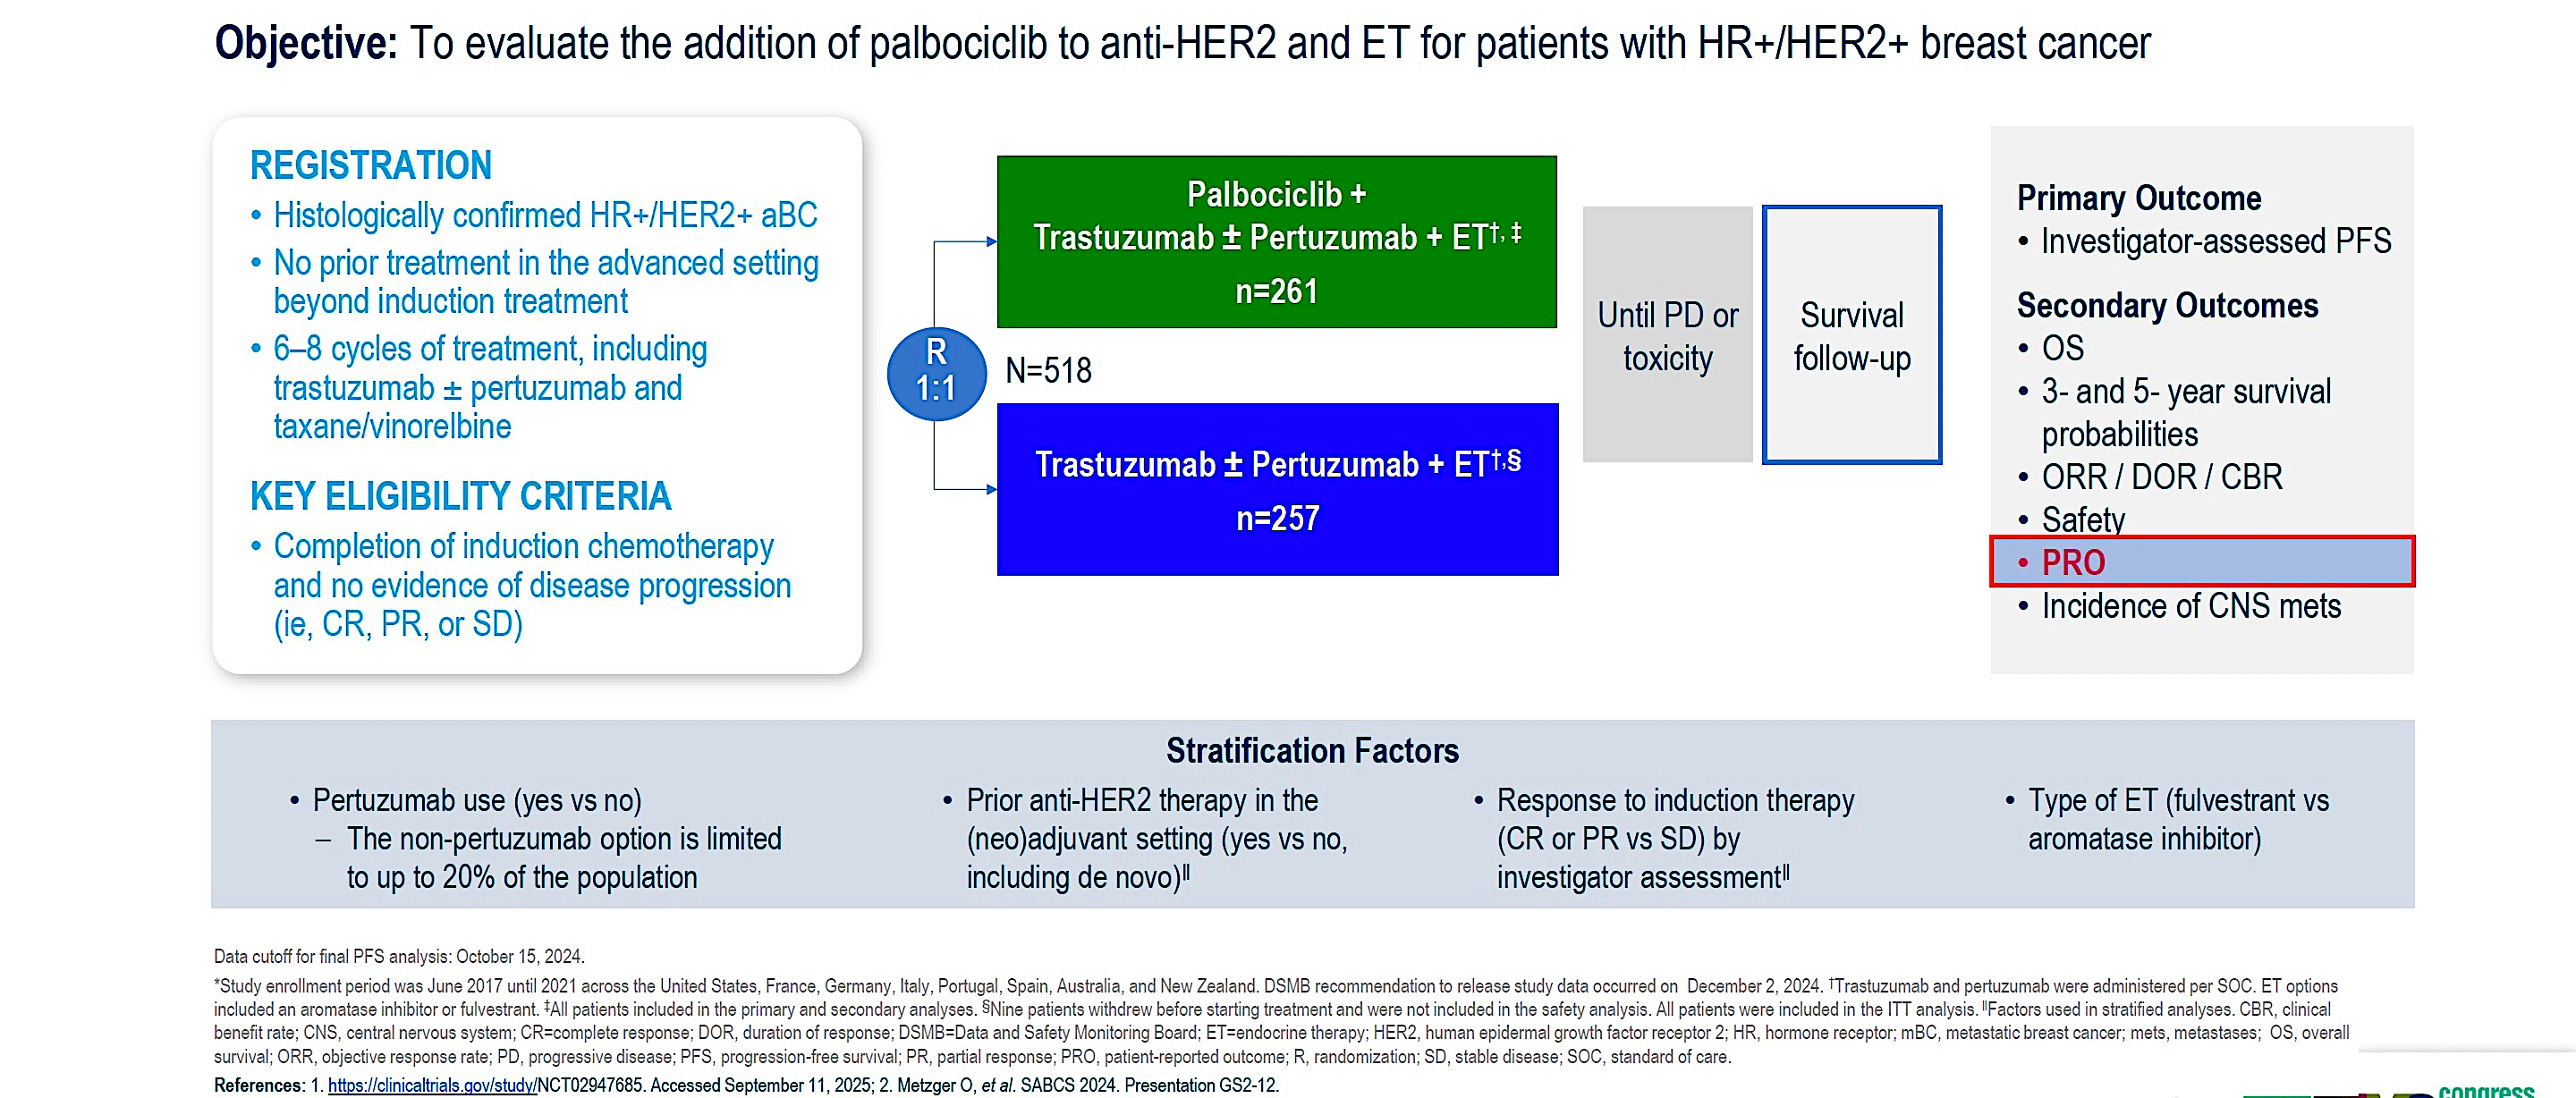 Objective: To evaluate the addition of palbociclib to anti-HER2 and ET for patients with HR+/HER2+ breast cancer
REGISTRATION
• Histologically confirmed HR+/HER2+ aBC
• No prior treatment in the advanced setting
beyond induction treatment
• 6–8 cycles of treatment, including
trastuzumab ± pertuzumab and
taxane/vinorelbine
KEY ELIGIBILITY CRITERIA
• Completion of induction chemotherapy
and no evidence of disease progression
(ie, CR, PR, or SD)
R
1:1
N=518
Palbociclib +
Trastuzumab ± Pertuzumab + ET†, ‡
n=261
Trastuzumab ± Pertuzumab + ET†,§
n=257
Until PD or
toxicity
Survival
follow-up
Primary Outcome
• Investigator-assessed PFS
Secondary Outcomes
• OS
• 3- and 5- year survival
probabilities
• ORR / DOR / CBR
• Safety
• PRO
• Incidence of CNS mets
Stratification Factors
• Pertuzumab use (yes vs no)
– The non-pertuzumab option is limited
to up to 20% of the population
• Prior anti-HER2 therapy in the
(neo)adjuvant setting (yes vs no,
including de novo)‖
• Response to induction therapy
(CR or PR vs SD) by
investigator assessment‖
• Type of ET (fulvestrant vs
aromatase inhibitor)
Data cutoff for final PFS analysis: October 15, 2024.
*Study enrollment period was June 2017 until 2021 across the United States, France, Germany, Italy, Portugal, Spain, Australia, and New Zealand. DSMB recommendation to release study data occurred on December 2, 2024. †Trastuzumab and pertuzumab were administered per SOC. ET options
included an aromatase inhibitor or fulvestrant. ‡All patients included in the primary and secondary analyses. §Nine patients withdrew before starting treatment and were not included in the safety analysis. All patients were included in the ITT analysis. ‖Factors used in stratified analyses. CBR, clinical
benefit rate; CNS, central nervous system; CR=complete response; DOR, duration of response; DSMB=Data and Safety Monitoring Board; ET=endocrine therapy; HER2, human epidermal growth factor receptor 2; HR, hormone receptor; mBC, metastatic breast cancer; mets, metastases; OS, overall
survival; ORR, objective response rate; PD, progressive disease; PFS, progression-free survival; PR, partial response; PRO, patient-reported outcome; R, randomization; SD, stable disease; SOC, standard of care.
References: 1. https://clinicaltrials.gov/study/NCT02947685. Accessed September 11, 2025; 2. Metzger O, et al. SABCS 2024. Presentation GS2-12.
congress